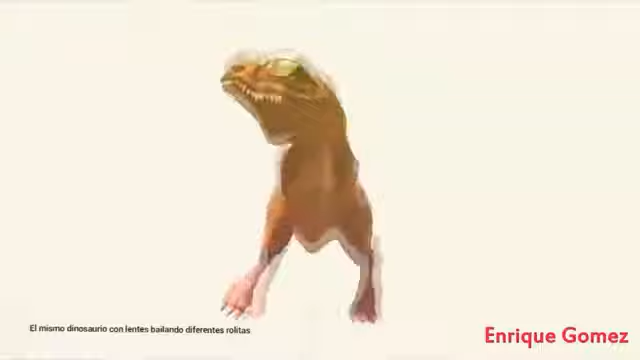 El mismo dinosaurio con lentes bailando diferentes rolitas
Enrique Gomez